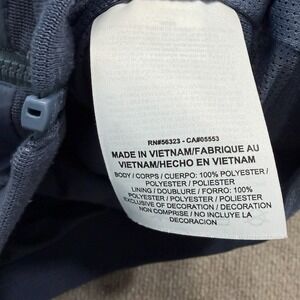 RN#56323 - CA#05553
MADE IN VIETNAM/FABRIQUE AU
VIETNAM/HECHO EN VIETNAM
BODY / CORPS / CUERPO: 100% POLYESTER /
POLYESTER / POLIESTER
LINING / DOUBLURE / FORRO: 100%
POLYESTER / POLYESTER / POLIESTER
EXCLUSIVE OF DECORATION / DECORATION
NON COMPRISE / NO INCLUYE LA
DECORACION